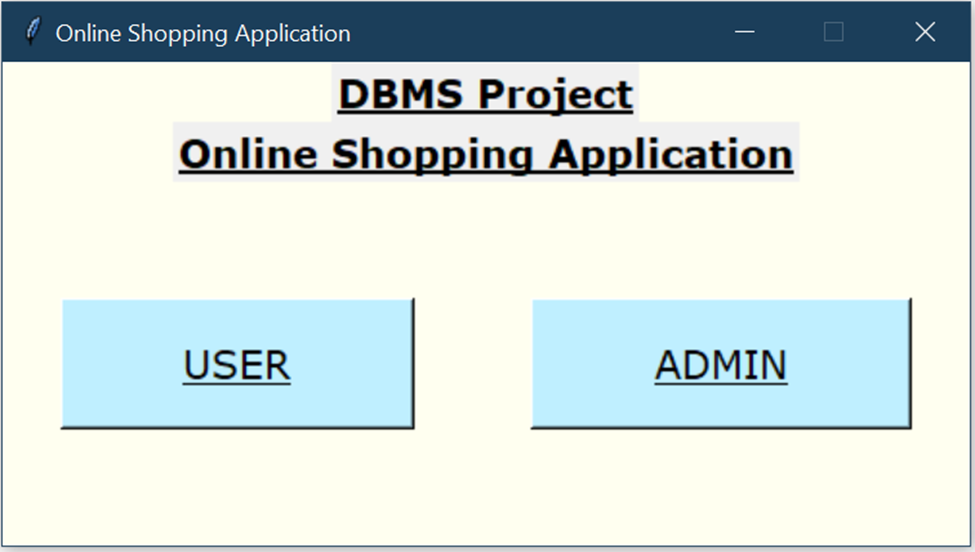 Online Shopping Application
DBMS Project
Online Shopping Application
USER
ADMIN